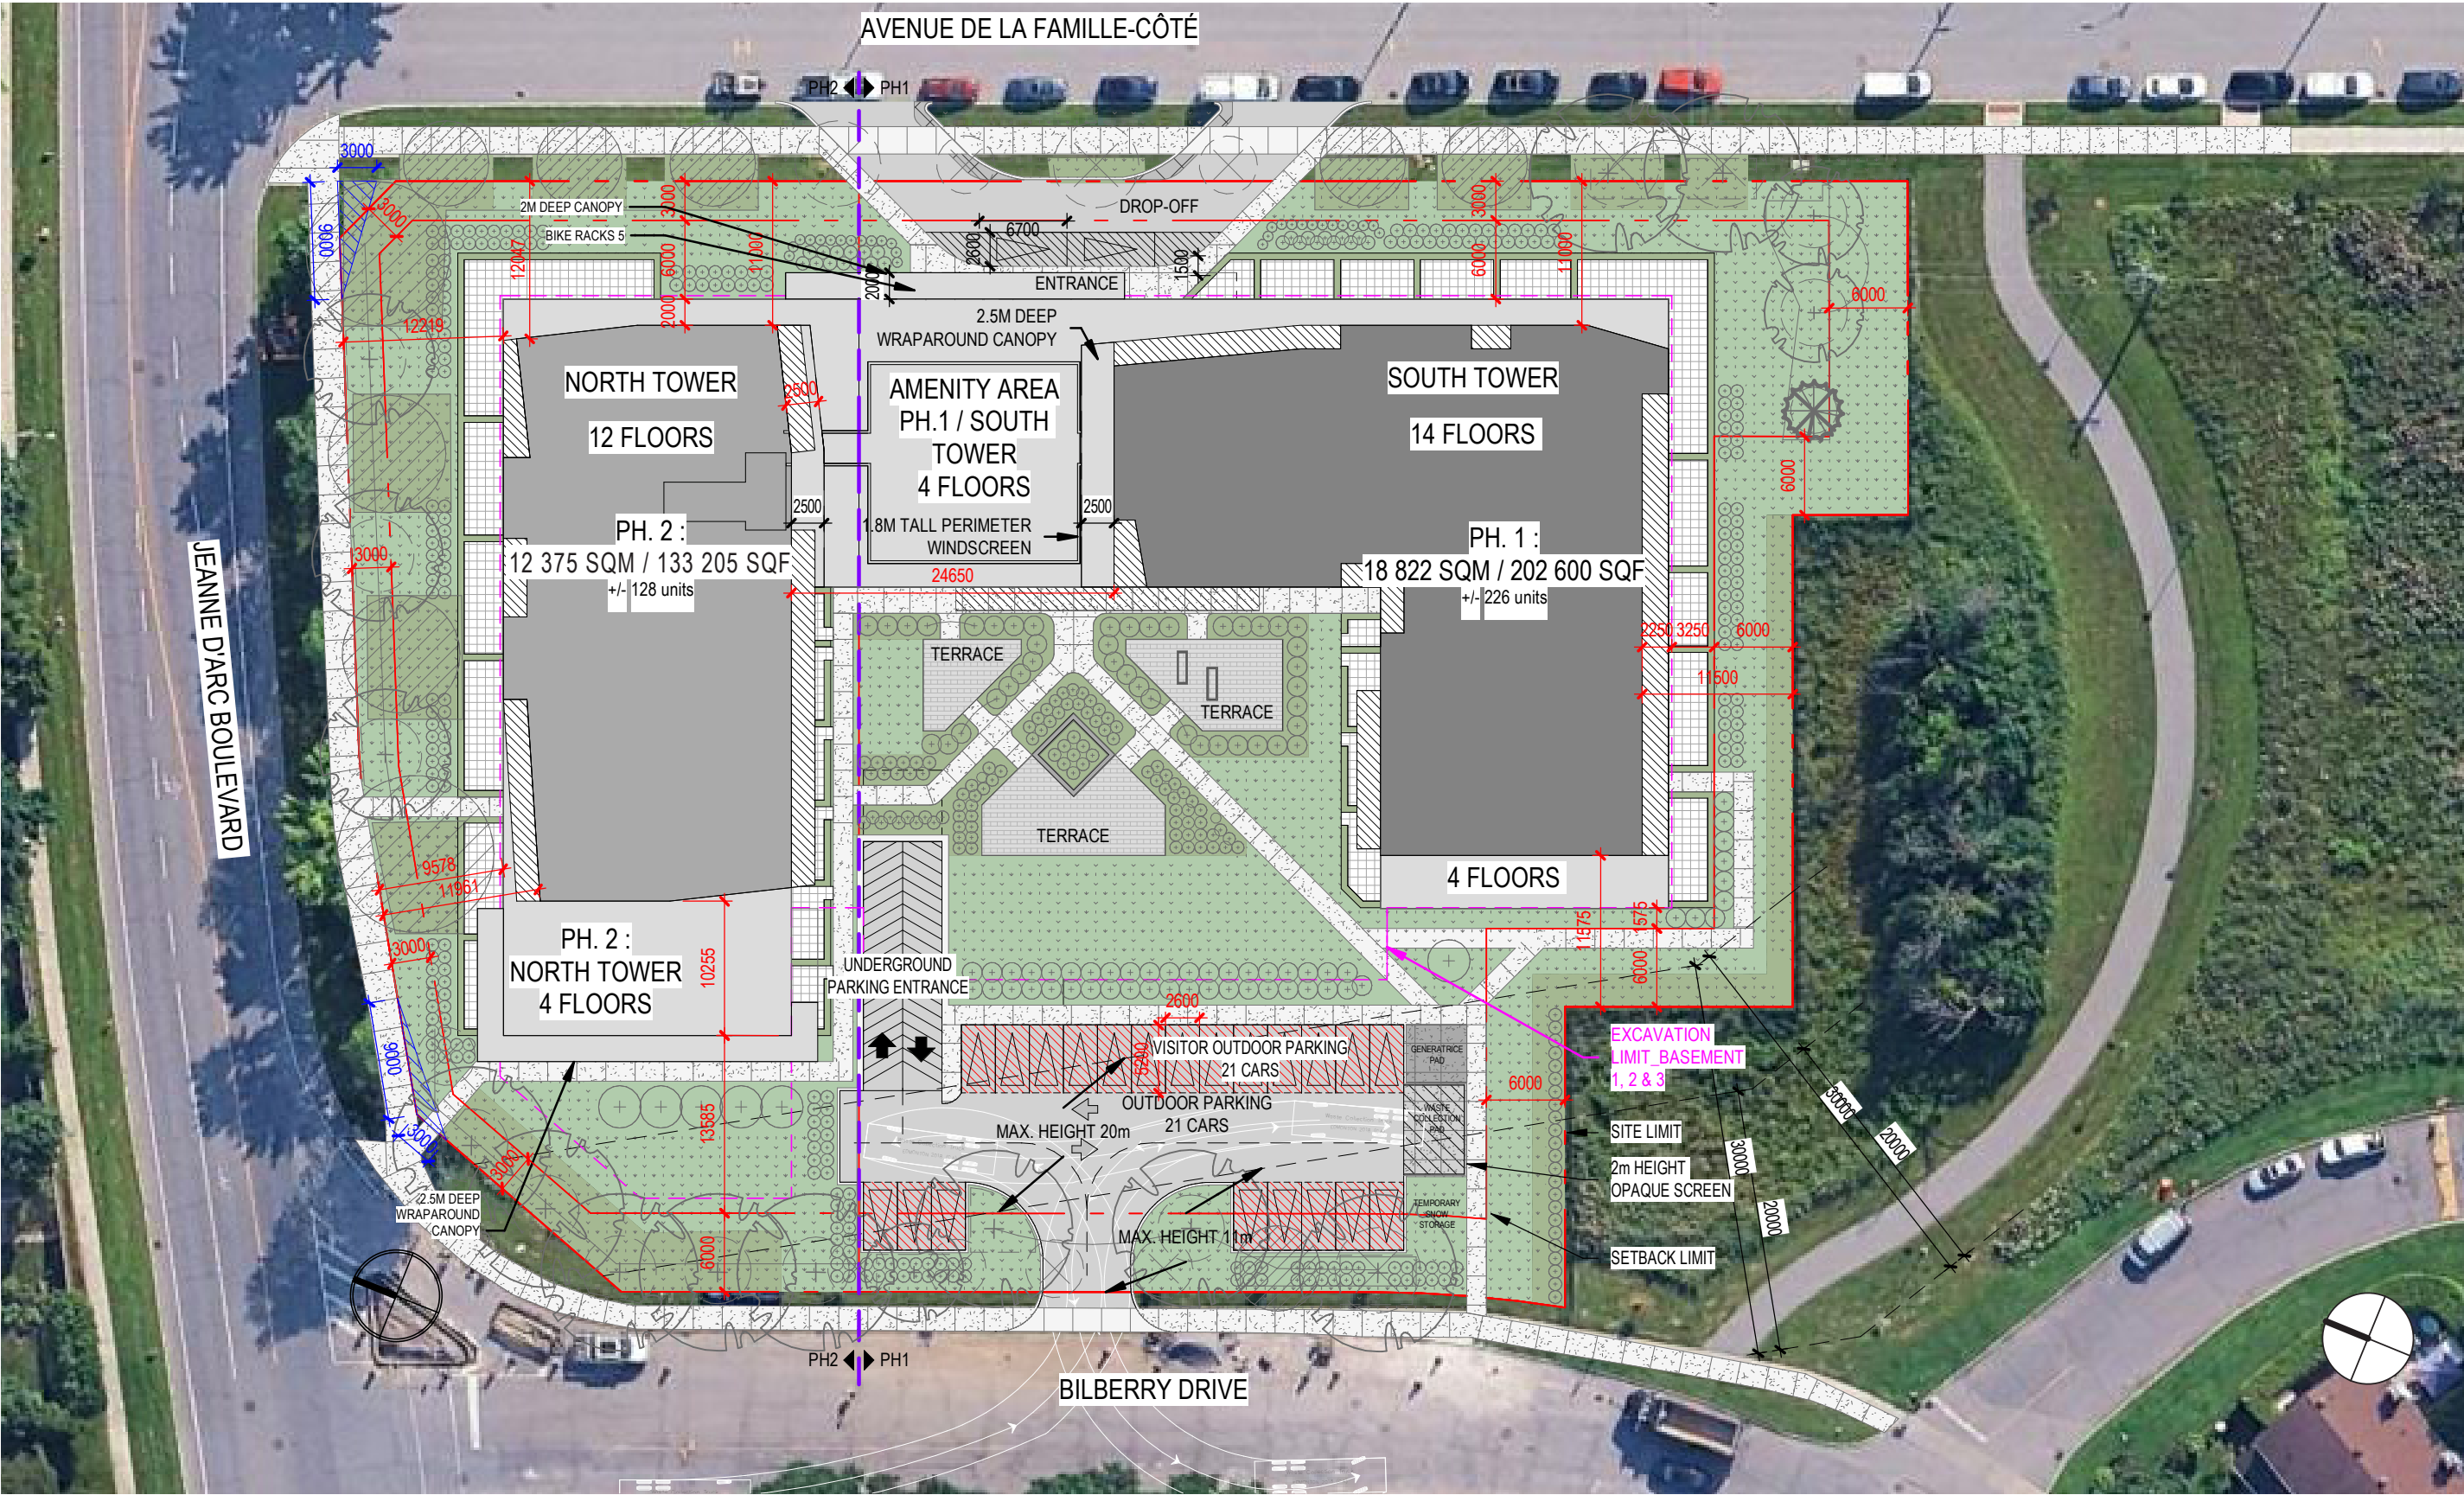 AVENUE DE LA FAMILLE-CÔTÉ
PH2
PH1
3000
9000
3000
12047
2M DEEP CANOPY
BIKE RACKS 5
3000
6000
2000
11000
DROP-OFF
6700
2600
1500
2000
ENTRANCE
3000
6000
11000
6000
12219
2.5M DEEP
WRAPAROUND CANOPY
NORTH TOWER
12 FLOORS
2500
AMENITY AREA
PH.1 / SOUTH
TOWER
4 FLOORS
SOUTH TOWER
14 FLOORS
6000
2500
2500
1.8M TALL PERIMETER
WINDSCREEN
PH. 2 :
12 375 SQM / 133 205 SQF
+/- 128 units
PH. 1 :
18 822 SQM / 202 600 SQF
+/- 226 units
24650
3000
JEANNE D'ARC BOULEVARD
TERRACE
TERRACE
TERRACE
2250
3250
6000
11500
9578
11961
3000
4 FLOORS
PH. 2 :
NORTH TOWER
4 FLOORS
10255
UNDERGROUND
PARKING ENTRANCE
11575
1575
6000
9000
3000
2600
5200
VISITOR OUTDOOR PARKING
21 CARS
GENERATRICE
PAD
EXCAVATION
LIMIT_BASEMENT
1, 2 & 3
OUTDOOR PARKING
21 CARS
MAX. HEIGHT 20m
WASTE
COLLECTION
PAD
6000
SITE LIMIT
2m HEIGHT
OPAQUE SCREEN
30000
20000
30000
20000
13585
3000
2.5M DEEP
WRAPAROUND
CANOPY
6000
MAX. HEIGHT 11m
TEMPORARY
SNOW
STORAGE
SETBACK LIMIT
PH2
PH1
BILBERRY DRIVE